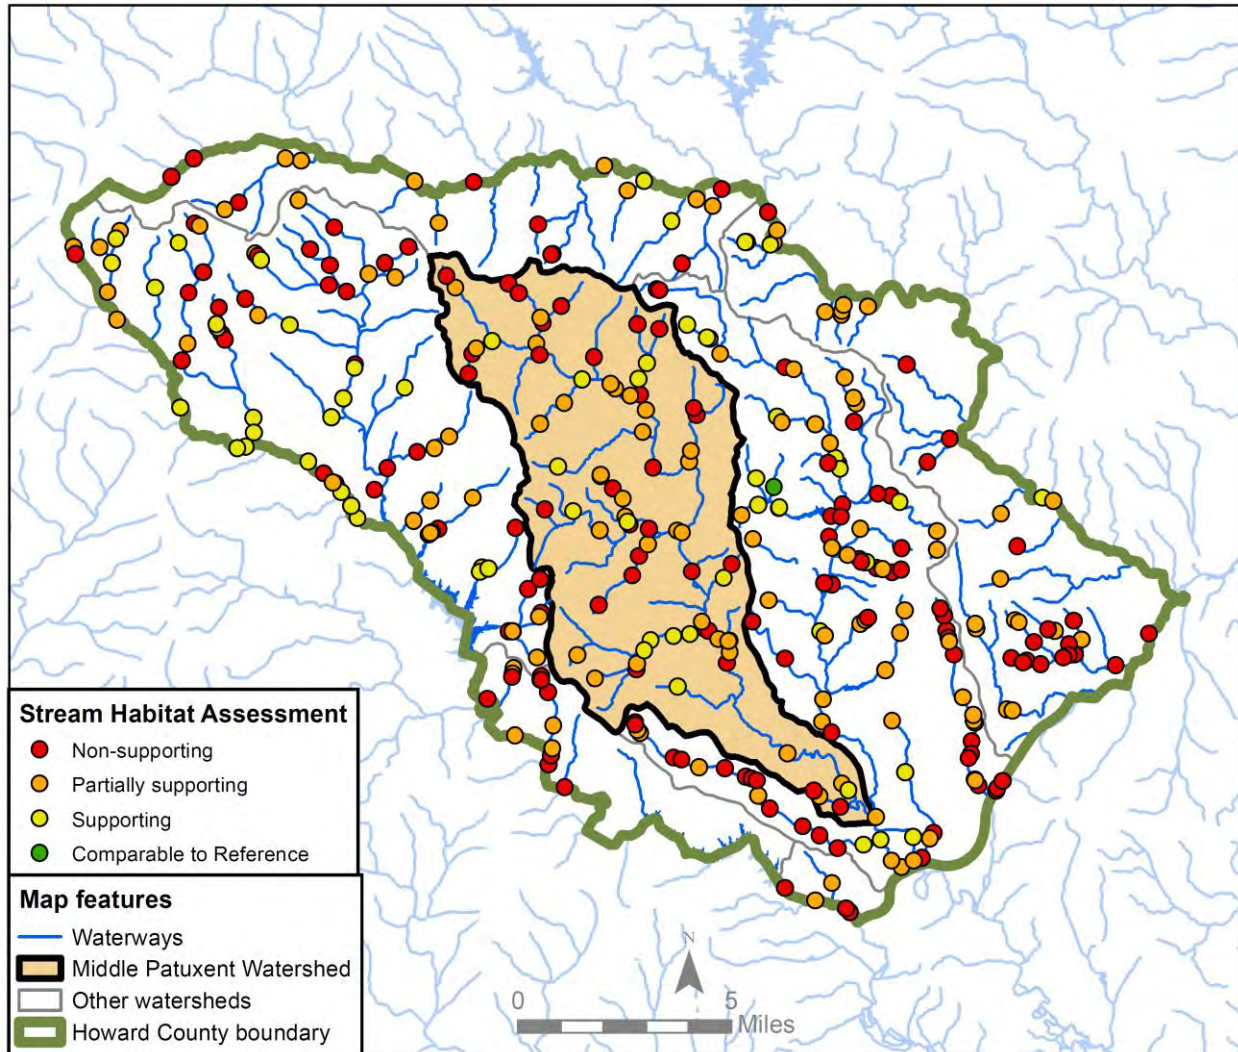 Stream Habitat Assessment
Non-supporting
Partially supporting
Supporting
Comparable to Reference
Map features
Waterways
Middle Patuxent Watershed
Other watersheds
Howard County boundary
N
0 5
Miles